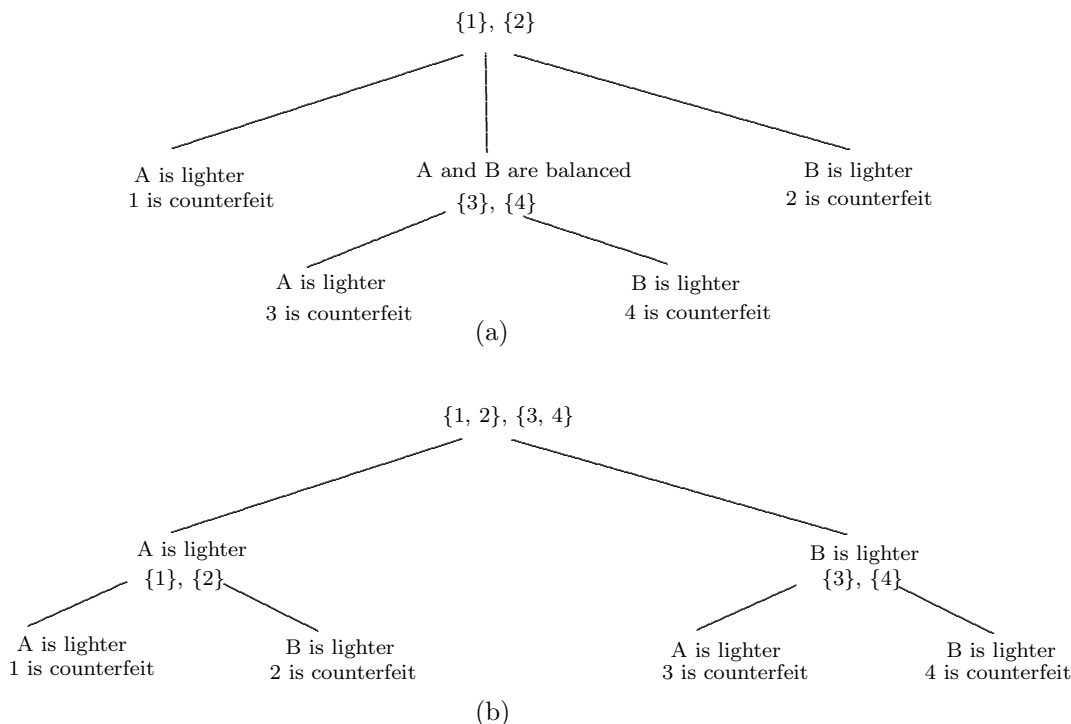 {1}, {2}
A is lighter
1 is counterfeit
A and B are balanced
{3}, {4}
B is lighter
2 is counterfeit
A is lighter
3 is counterfeit
B is lighter
4 is counterfeit
(a)
{1, 2}, {3, 4}
A is lighter
{1}, {2}
B is lighter
{3}, {4}
A is lighter
1 is counterfeit
B is lighter
2 is counterfeit
A is lighter
3 is counterfeit
B is lighter
4 is counterfeit
(b)